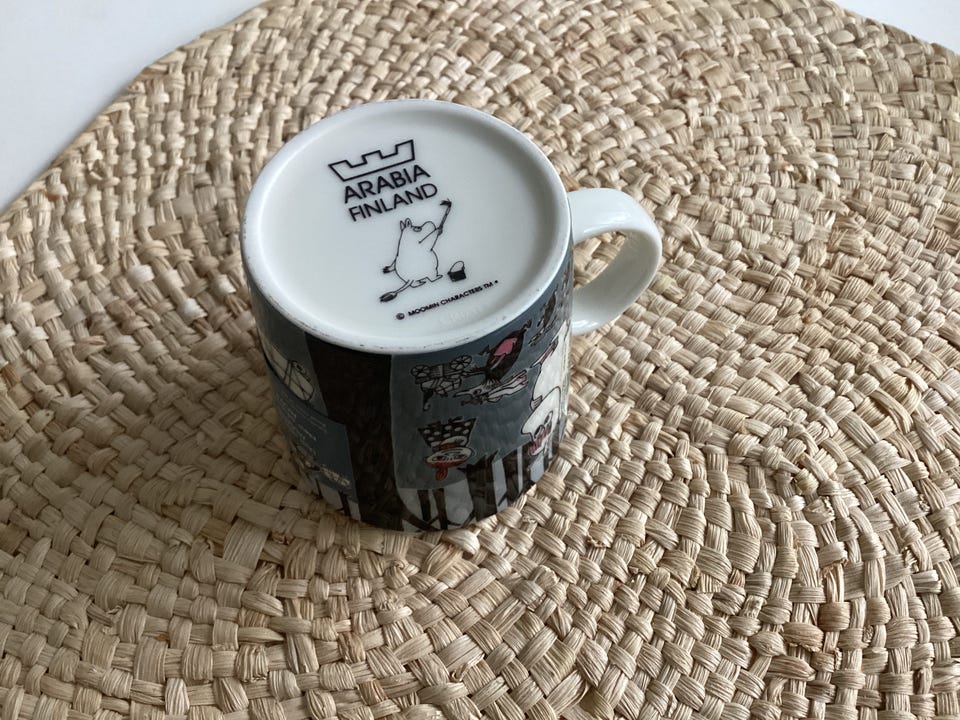 ARABIA
FINLAND
© MOOMIN CHARACTERS TM